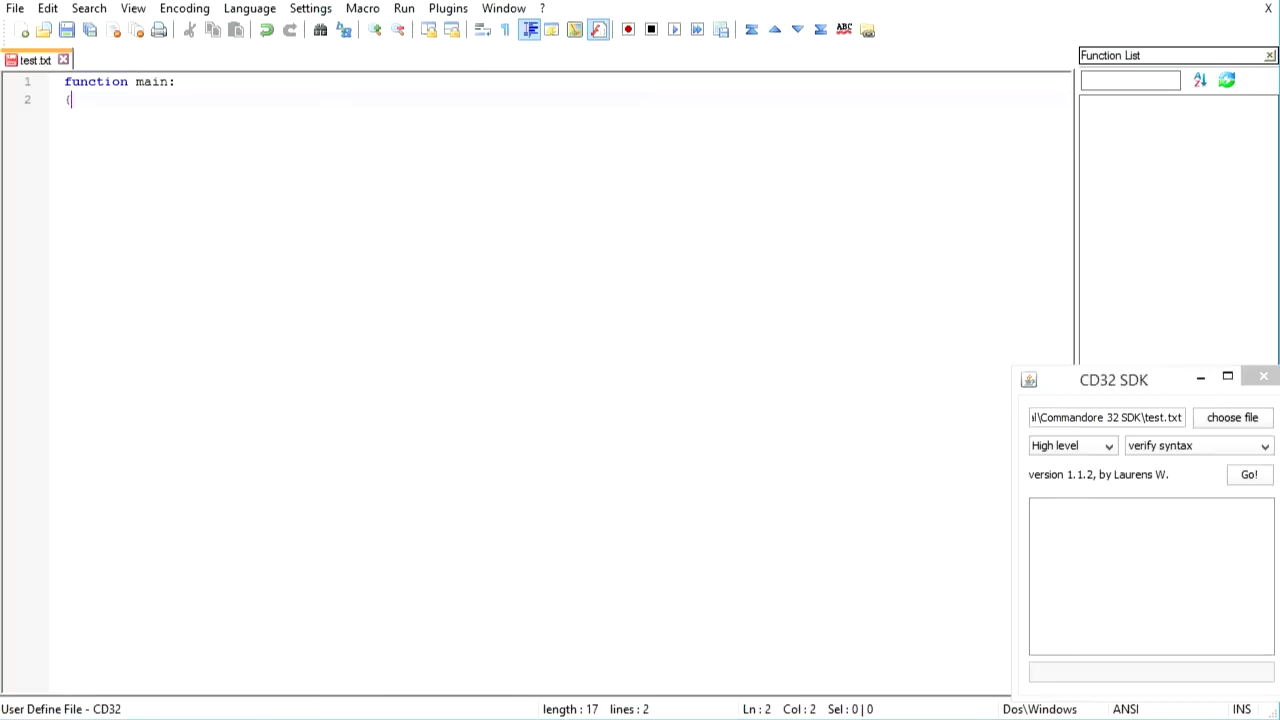 File Edit Search View Encoding Language Settings Macro Run Plugins Window ? X
ABC
test.txt
Function List
1 function main:
2 {
AZ
CD32 SDK
l\Commandore 32 SDK\test.txt choose file
High level verify syntax
version 1.1.2, by Laurens W. Go!
User Define File - CD32 length : 17 lines : 2 Ln : 2 Col : 2 Sel : 0 | 0 Dos\Windows ANSI INS